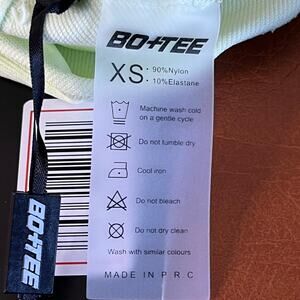 BO+TEE
XS: 90%Nylon
10%Elastane
Machine wash cold
on a gentle cycle
Do not tumble dry
Cool iron
Do not bleach
Do not dry clean
Wash with similar colours
MADE IN P.R.C
BO+TEE